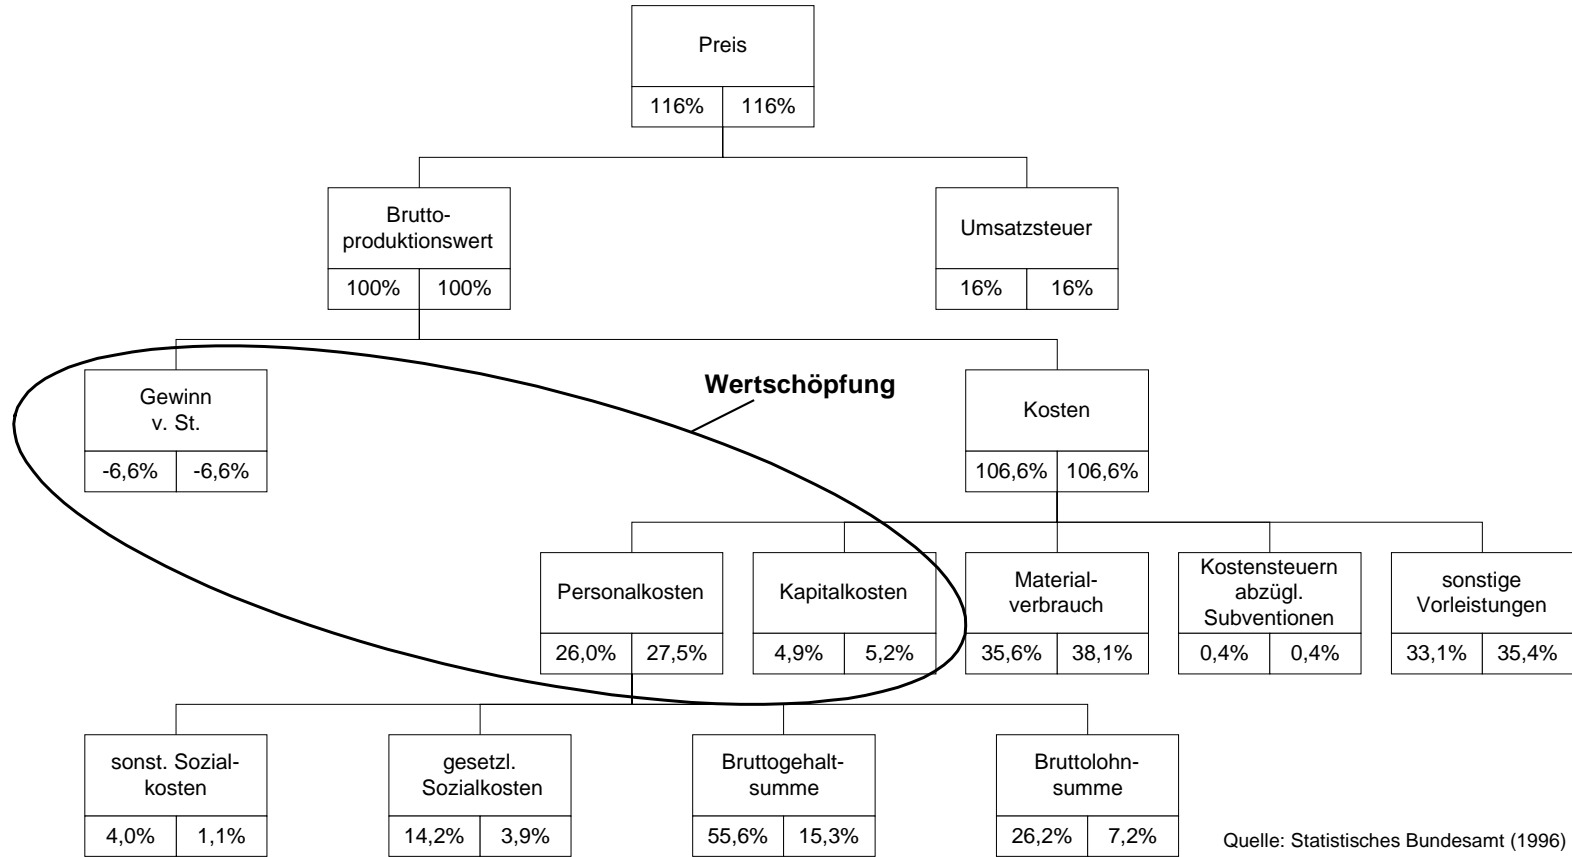 Preis
116% 116%
Brutto-
produktionswert
100% 100%
Umsatzsteuer
16% 16%
Wertschöpfung
Gewinn
v. St.
-6,6% -6,6%
Kosten
106,6% 106,6%
Personalkosten
26,0% 27,5%
Kapitalkosten
4,9% 5,2%
Material-
verbrauch
35,6% 38,1%
Kostensteuern
abzügl.
Subventionen
0,4% 0,4%
sonstige
Vorleistungen
33,1% 35,4%
sonst. Sozial-
kosten
4,0% 1,1%
gesetzl.
Sozialkosten
14,2% 3,9%
Bruttogehalt-
summe
55,6% 15,3%
Bruttolohn-
summe
26,2% 7,2%
Quelle: Statistisches Bundesamt (1996)